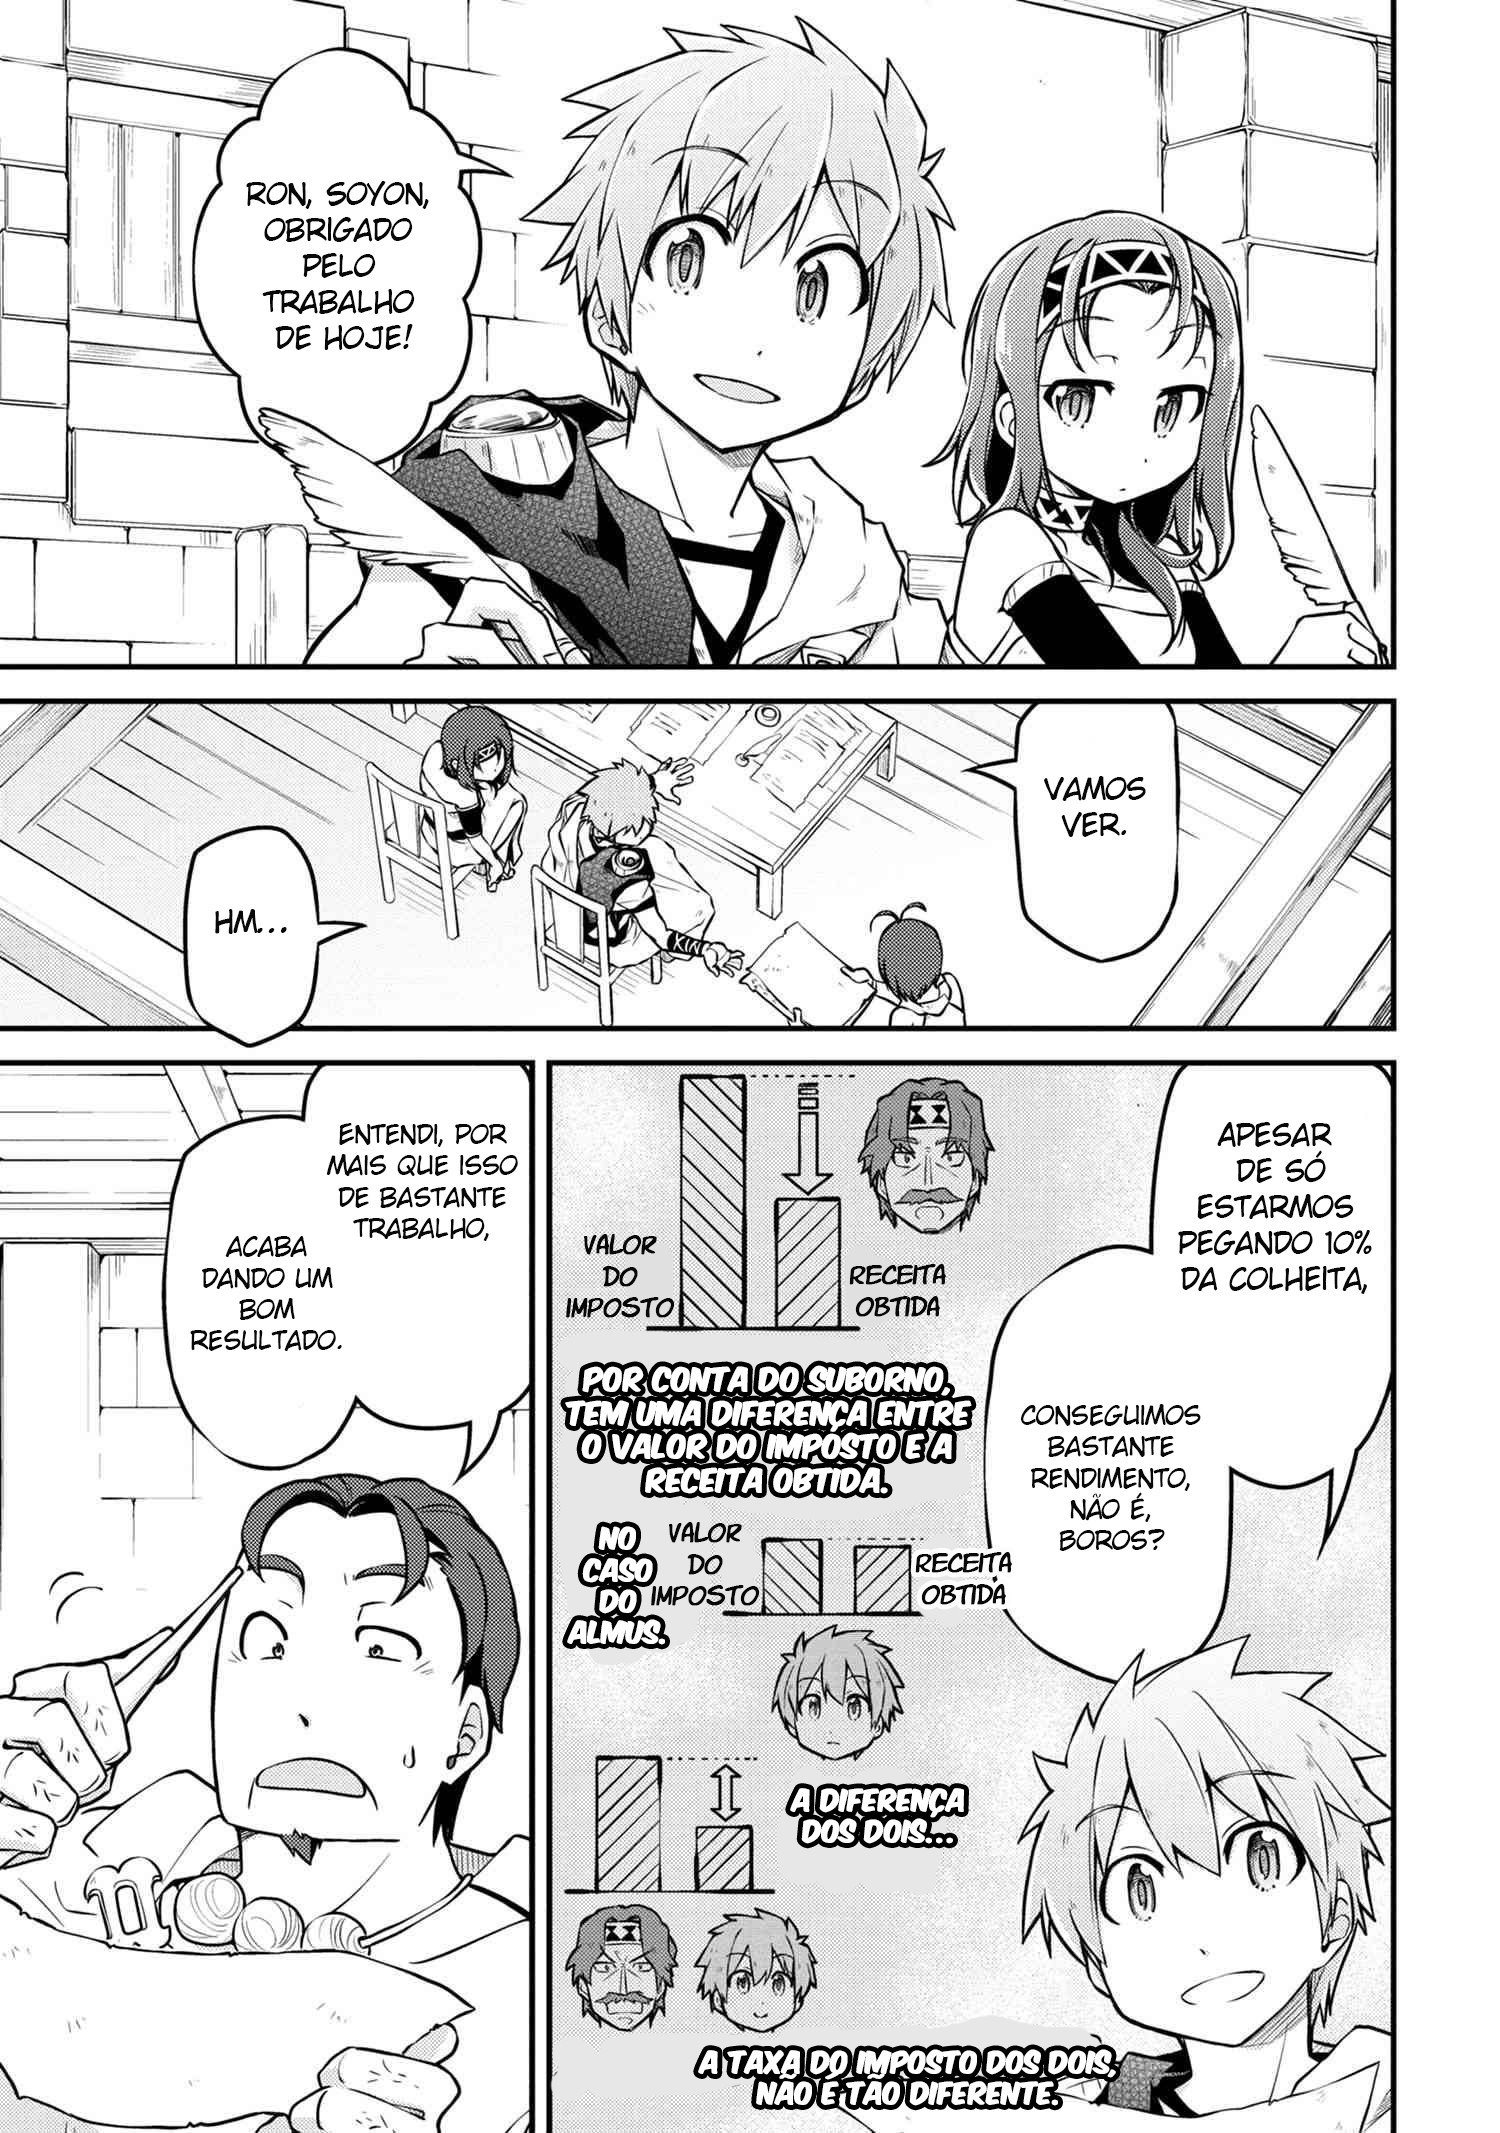 RON, SOYON,
OBRIGADO
PELO
TRABALHO
DE HOJE!
VAMOS
VER.
HM...
KIN
APESAR
DE SÓ
ESTARMOS
PEGANDO 10%
DA COLHEITA,
CONSEGUIMOS
BASTANTE
RENDIMENTO,
NÃO É,
BOROS?
VALOR
DO
IMPOSTO
RECEITA
OBTIDA
POR CONTA DO SUBORNO,
TEM UMA DIFERENÇA ENTRE
O VALOR DO IMPOSTO E A
RECEITA OBTIDA.
NO
CASO
DO
ALMUS.
VALOR
DO
IMPOSTO
RECEITA
OBTIDA
A DIFERENÇA
DOS DOIS...
A TAXA DO IMPOSTO DOS DOIS,
NÃO É TÃO DIFERENTE.
ENTENDI, POR
MAIS QUE ISSO
DE BASTANTE
TRABALHO,
ACABA
DANDO UM
BOM
RESULTADO.